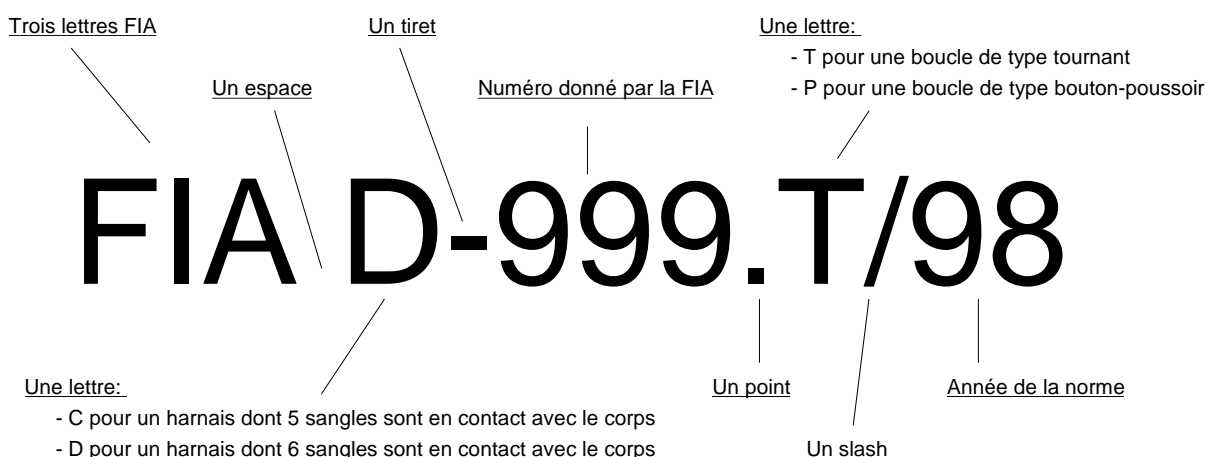 Trois lettres FIA
Un tiret
Une lettre:
- T pour une boucle de type tournant
- P pour une boucle de type bouton-poussoir
Un espace
Numéro donné par la FIA
FIA D-999.T/98
Une lettre:
- C pour un harnais dont 5 sangles sont en contact avec le corps
- D pour un harnais dont 6 sangles sont en contact avec le corps
Un point
Année de la norme
Un slash